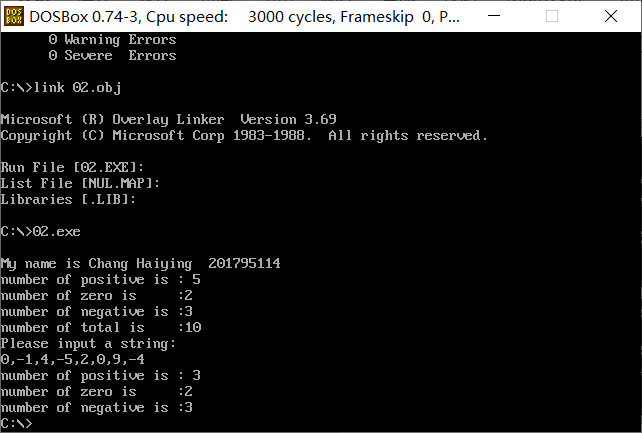 DOS BOX DOSBox 0.74-3, Cpu speed: 3000 cycles, Frameskip 0, P...
0 Warning Errors
0 Severe Errors
C:\>link 02.obj
Microsoft (R) Overlay Linker Version 3.69
Copyright (C) Microsoft Corp 1983-1988. All rights reserved.
Run File [02.EXE]:
List File [NUL.MAP]:
Libraries [.LIB]:
C:\>02.exe
My name is Chang Haiying 201795114
number of positive is : 5
number of zero is :2
number of negative is :3
number of total is :10
Please input a string:
0,-1,4,-5,2,0,9,-4
number of positive is : 3
number of zero is :2
number of negative is :3
C:\>